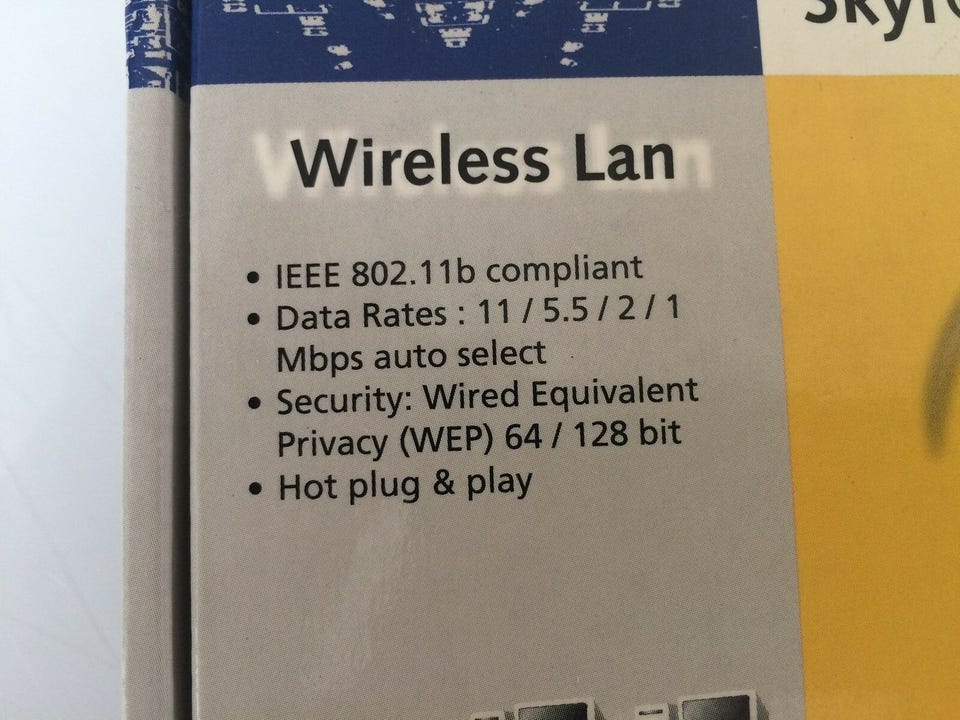 Wireless Lan
• IEEE 802.11b compliant
• Data Rates : 11 / 5.5 / 2 / 1
Mbps auto select
• Security: Wired Equivalent
Privacy (WEP) 64 / 128 bit
• Hot plug & play